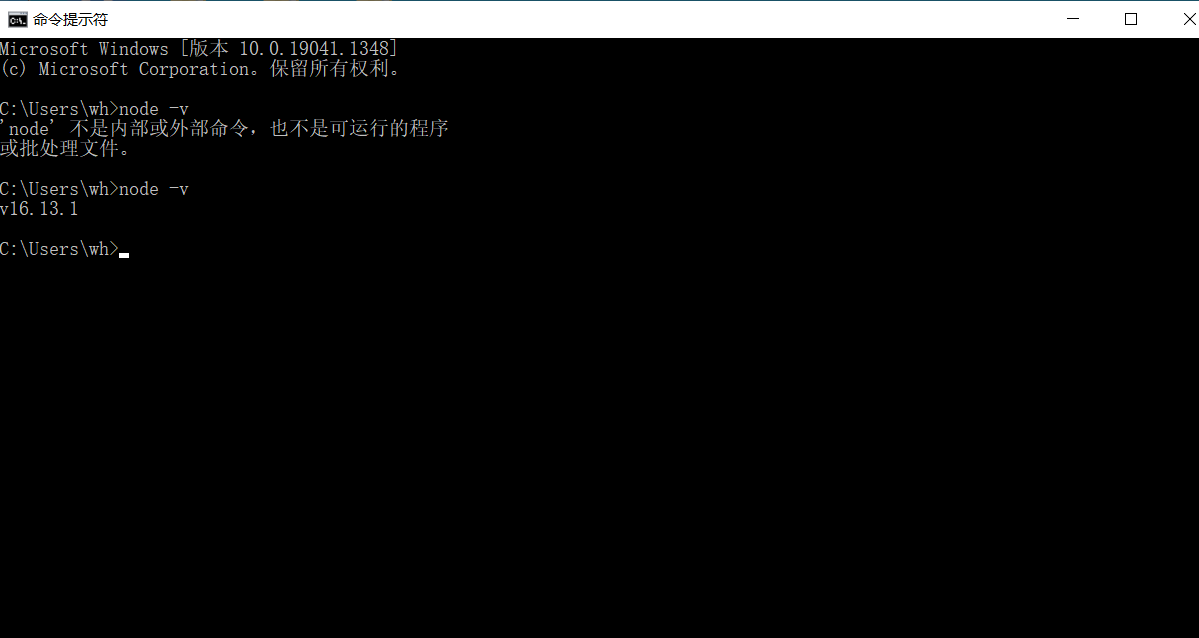 命令提示符
Microsoft Windows [版本 10.0.19041.1348]
(c) Microsoft Corporation。保留所有权利。
C:\Users\wh>node -v
'node' 不是内部或外部命令，也不是可运行的程序
或批处理文件。
C:\Users\wh>node -v
v16.13.1
C:\Users\wh>